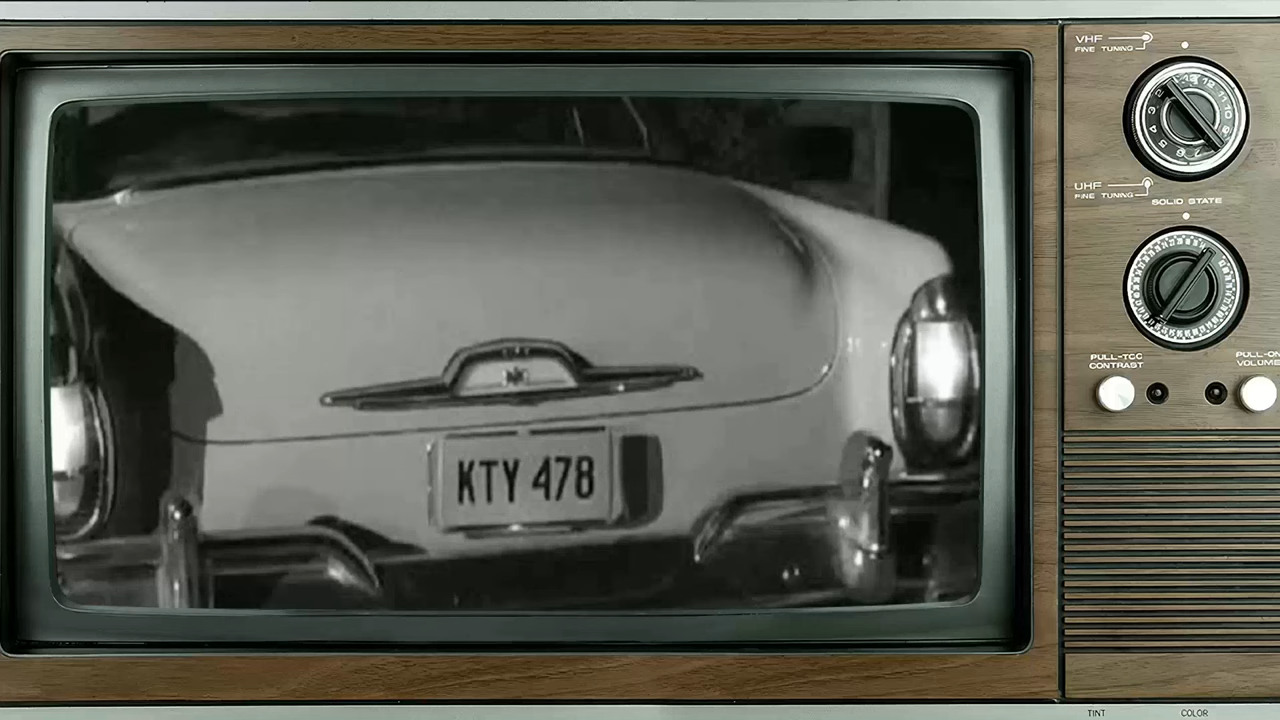 KTY 478
VHF
FINE TUNING
UHF
FINE TUNING
SOLID STATE
PULL-TCC
CONTRAST
PULL-ON
VOLUME
TINT
COLOR